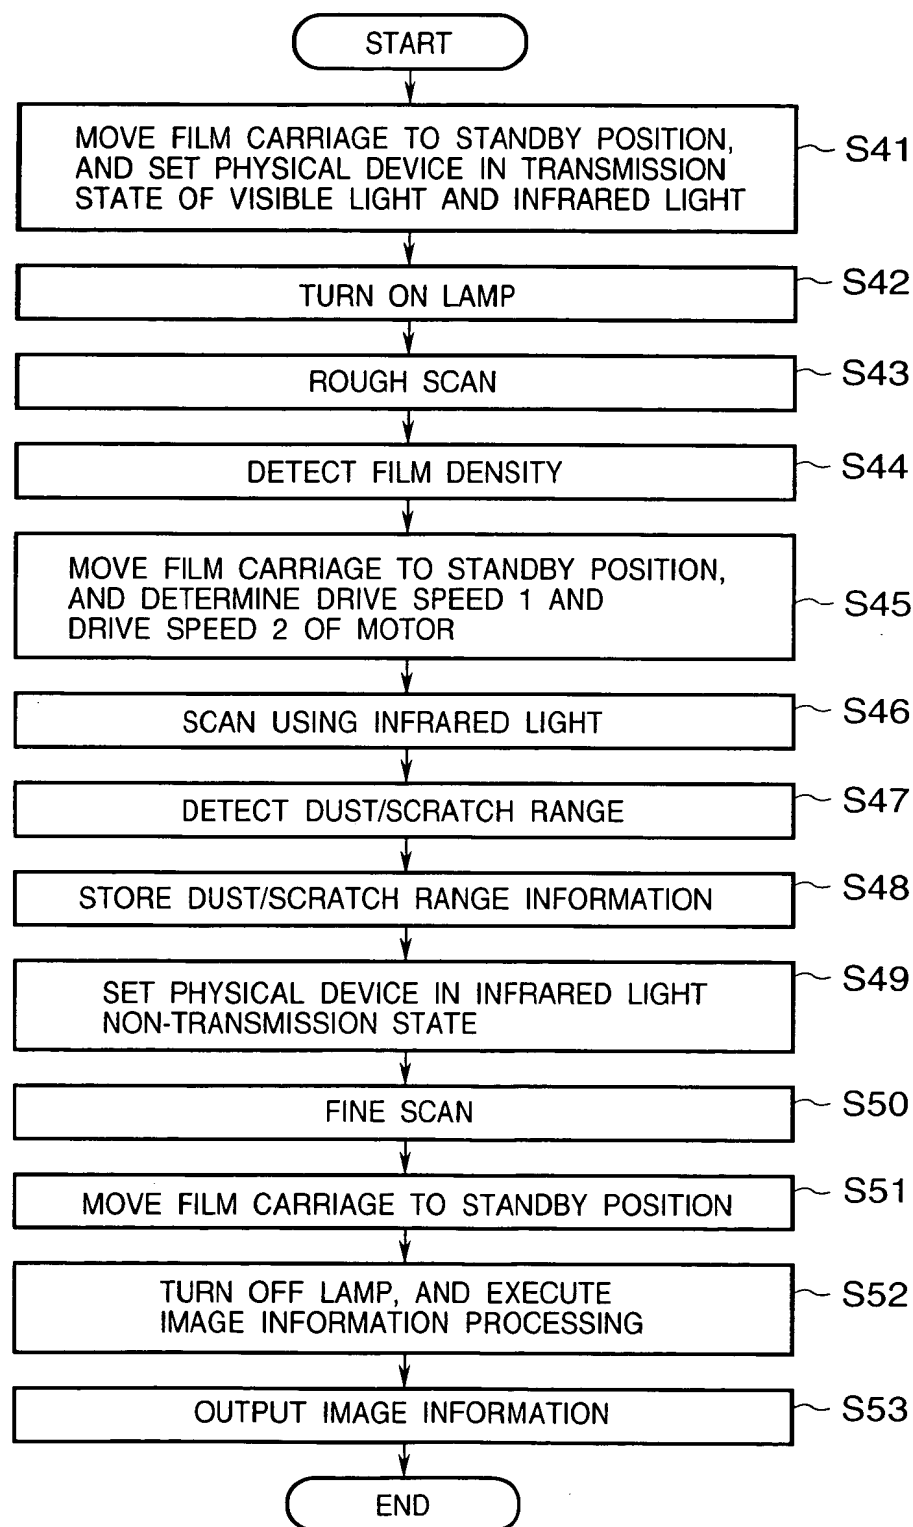 START
MOVE FILM CARRIAGE TO STANDBY POSITION,
AND SET PHYSICAL DEVICE IN TRANSMISSION
STATE OF VISIBLE LIGHT AND INFRARED LIGHT
S41
TURN ON LAMP
S42
ROUGH SCAN
S43
DETECT FILM DENSITY
S44
MOVE FILM CARRIAGE TO STANDBY POSITION,
AND DETERMINE DRIVE SPEED 1 AND
DRIVE SPEED 2 OF MOTOR
S45
SCAN USING INFRARED LIGHT
S46
DETECT DUST/SCRATCH RANGE
S47
STORE DUST/SCRATCH RANGE INFORMATION
S48
SET PHYSICAL DEVICE IN INFRARED LIGHT
NON-TRANSMISSION STATE
S49
FINE SCAN
S50
MOVE FILM CARRIAGE TO STANDBY POSITION
S51
TURN OFF LAMP, AND EXECUTE
IMAGE INFORMATION PROCESSING
S52
OUTPUT IMAGE INFORMATION
S53
END